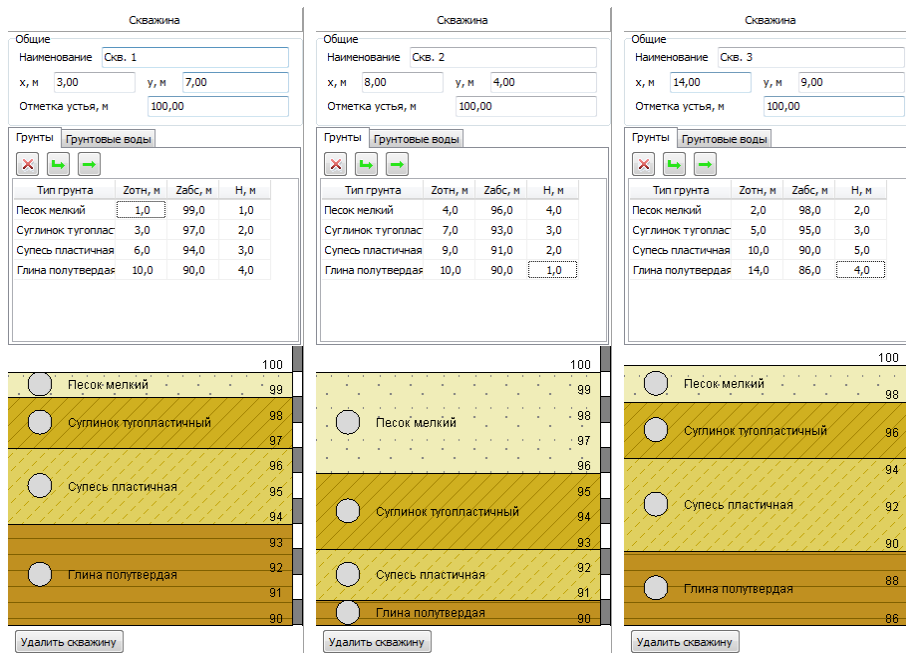 Скважина
Общие
Наименование Скв. 1
x, м 3,00 y, м 7,00
Отметка устья, м 100,00
Грунты Грунтовые воды
Тип грунта Zотн, м Zабс, м H, м
Песок мелкий 1,0 99,0 1,0
Суглинок тугоплас 3,0 97,0 2,0
Супесь пластичная 6,0 94,0 3,0
Глина полутвердая 10,0 90,0 4,0
100
Песок мелкий 99
98
Суглинок тугопластичный
97
96
Супесь пластичная 95
94
93
92
Глина полутвердая
91
90
Удалить скважину
Скважина
Общие
Наименование Скв. 2
x, м 8,00 y, м 4,00
Отметка устья, м 100,00
Грунты Грунтовые воды
Тип грунта Zотн, м Zабс, м H, м
Песок мелкий 4,0 96,0 4,0
Суглинок тугоплас 7,0 93,0 3,0
Супесь пластичная 9,0 91,0 2,0
Глина полутвердая 10,0 90,0 1,0
100
99
98
Песок мелкий
97
96
95
Суглинок тугопластичный 94
93
92
Супесь пластичная
91
Глина полутвердая 90
Удалить скважину
Скважина
Общие
Наименование Скв. 3
x, м 14,00 y, м 9,00
Отметка устья, м 100,00
Грунты Грунтовые воды
Тип грунта Zотн, м Zабс, м H, м
Песок мелкий 2,0 98,0 2,0
Суглинок тугоплас 5,0 95,0 3,0
Супесь пластичная 10,0 90,0 5,0
Глина полутвердая 14,0 86,0 4,0
100
Песок мелкий
98
Суглинок тугопластичный 96
94
Супесь пластичная 92
90
88
Глина полутвердая
86
Удалить скважину